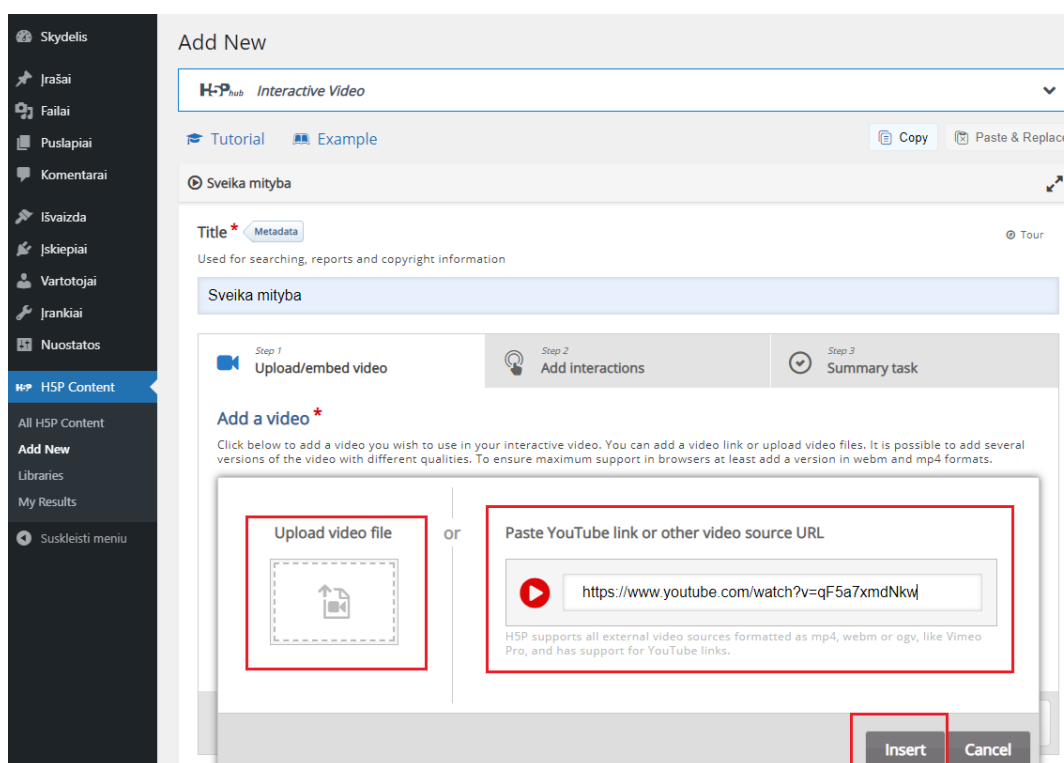 Skydelis
Įrašai
Failai
Puslapiai
Komentarai
Išvaizda
Įskiepiai
Vartotojai
Įrankiai
Nuostatos
H5P H5P Content
All H5P Content
Add New
Libraries
My Results
Suskleisti meniu
Add New
H5P hub Interactive Video
Tutorial Example Copy Paste & Replace
Sveika mityba
Title * Metadata Tour
Used for searching, reports and copyright information
Sveika mityba
Step 1
Upload/embed video
Step 2
Add interactions
Step 3
Summary task
Add a video *
Click below to add a video you wish to use in your interactive video. You can add a video link or upload video files. It is possible to add several
versions of the video with different qualities. To ensure maximum support in browsers at least add a version in webm and mp4 formats.
Upload video file
or
Paste YouTube link or other video source URL
https://www.youtube.com/watch?v=qF5a7xmdNkw
H5P supports all external video sources formatted as mp4, webm or ogv, like Vimeo
Pro, and has support for YouTube links.
Insert Cancel